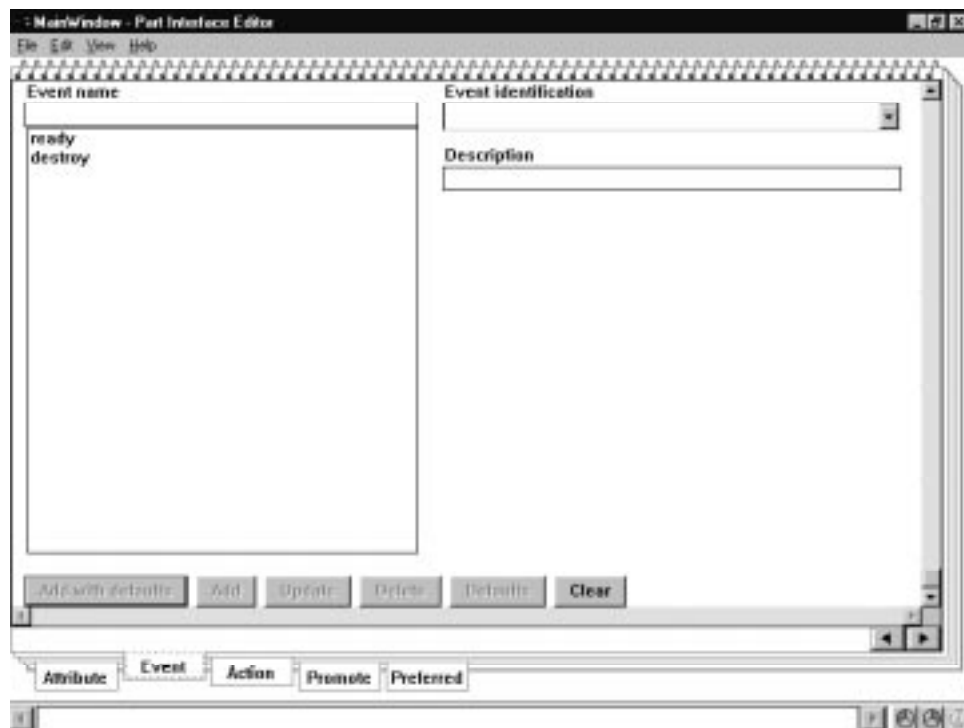 MainWindow - Part Interface Editor
File Edit View Help
Event name
Event identification
ready
destroy
Description
Add with defaults Add Update Delete Defaults Clear
Attribute Event Action Promote Preferred